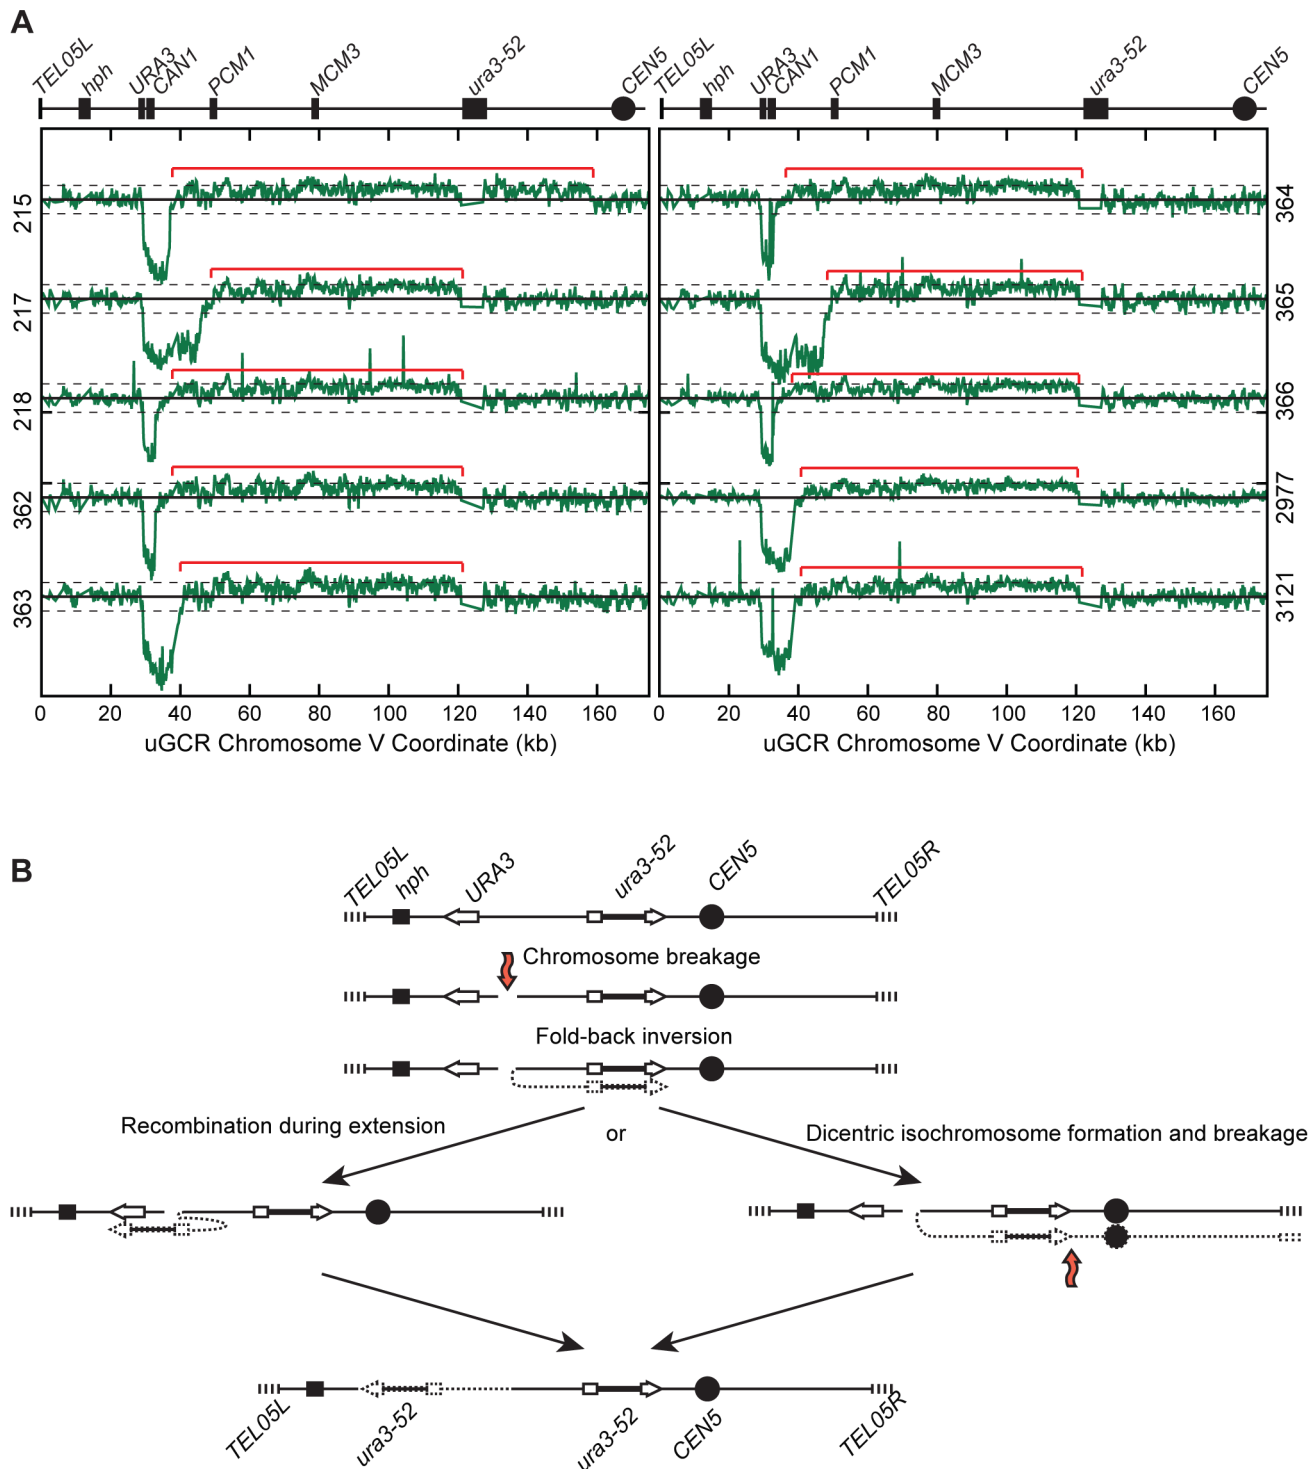 A
TEL05L hph URA3 CAN1 PCM1 MCM3 ura3-52 CEN5
TEL05L hph URA3 CAN1 PCM1 MCM3 ura3-52 CEN5
215
217
218
362
363
364
365
366
2977
3121
0 20 40 60 80 100 120 140 160
0 20 40 60 80 100 120 140 160
uGCR Chromosome V Coordinate (kb)
uGCR Chromosome V Coordinate (kb)
B
TEL05L hph URA3 ura3-52 CEN5 TEL05R
Chromosome breakage
Fold-back inversion
Recombination during extension
or
Dicentric isochromosome formation and breakage
TEL05L ura3-52 ura3-52 CEN5 TEL05R